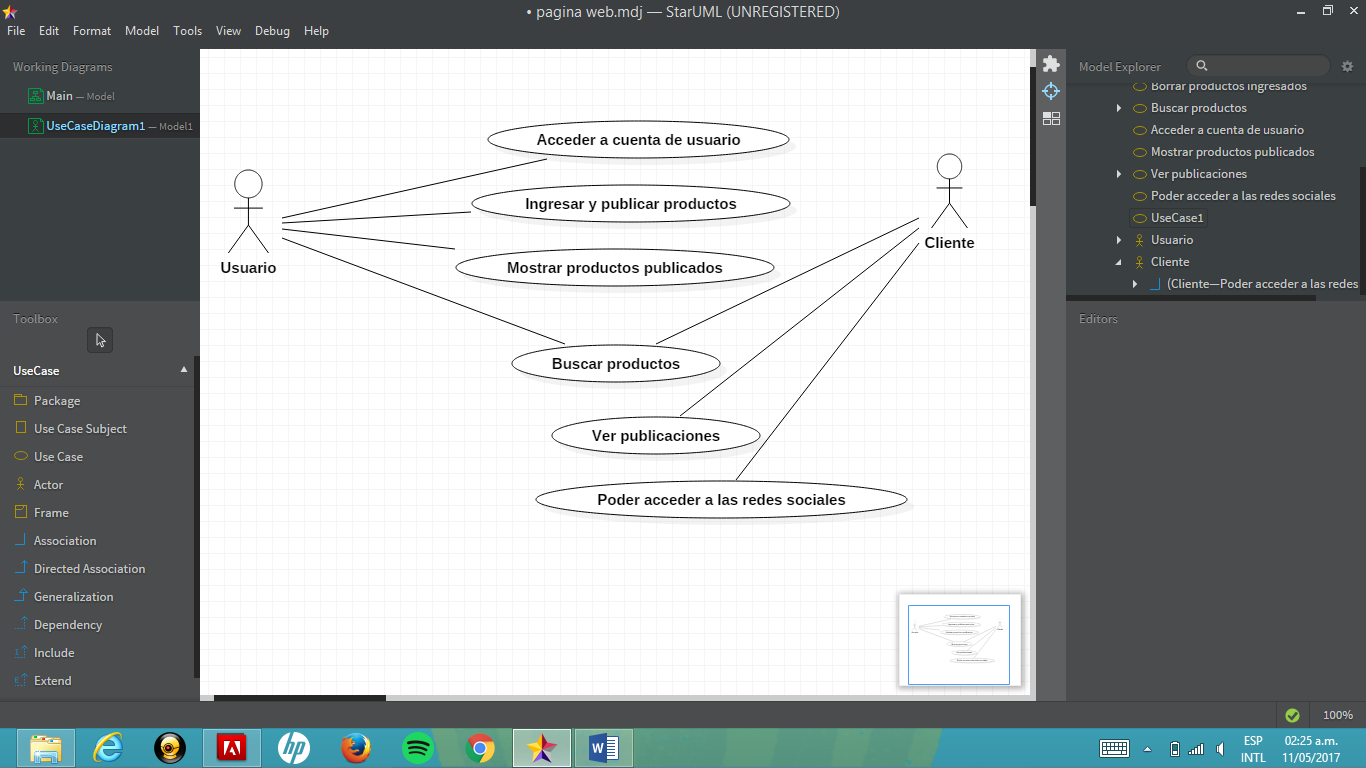 • pagina web.mdj — StarUML (UNREGISTERED)
File Edit Format Model Tools View Debug Help
Working Diagrams
Main — Model
UseCaseDiagram1 — Model1
Toolbox
UseCase
Package
Use Case Subject
Use Case
Actor
Frame
Association
Directed Association
Generalization
Dependency
Include
Extend
Acceder a cuenta de usuario
Ingresar y publicar productos
Mostrar productos publicados
Buscar productos
Ver publicaciones
Poder acceder a las redes sociales
Usuario
Cliente
Model Explorer
Borrar productos ingresados
Buscar productos
Acceder a cuenta de usuario
Mostrar productos publicados
Ver publicaciones
Poder acceder a las redes sociales
UseCase1
Usuario
Cliente
(Cliente—Poder acceder a las redes
Editors
100%
hp
W
ESP
INTL
02:25 a.m.
11/05/2017